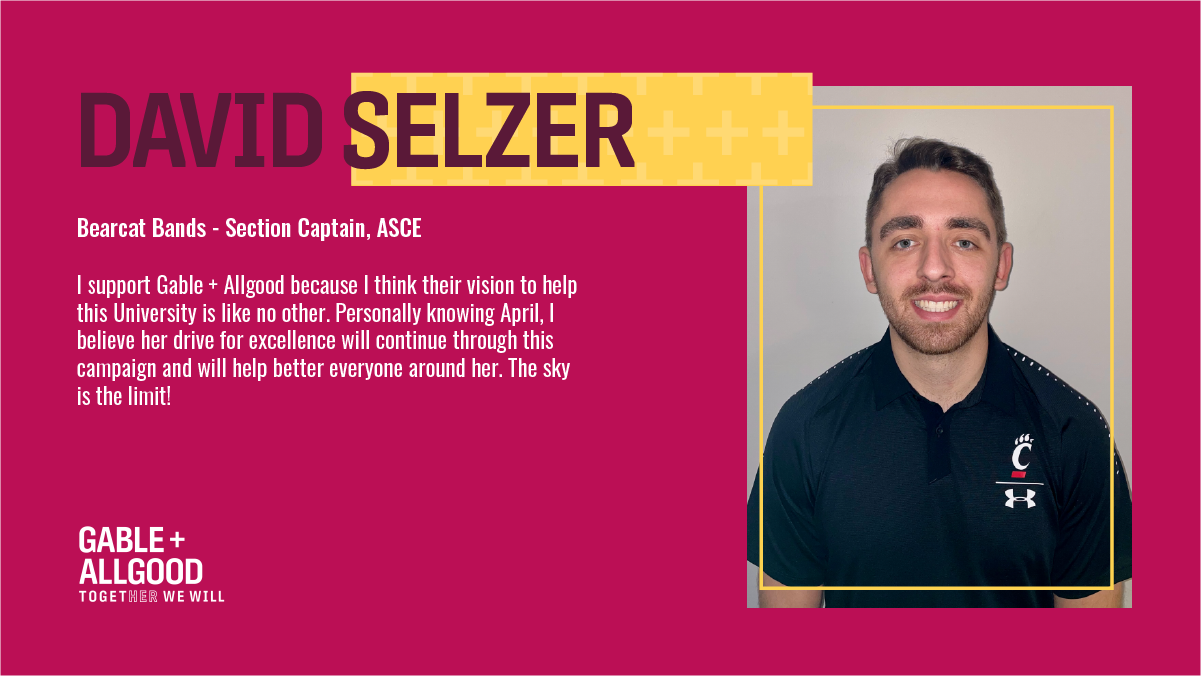 DAVID SELZER
Bearcat Bands - Section Captain, ASCE
I support Gable + Allgood because I think their vision to help
this University is like no other. Personally knowing April, I
believe her drive for excellence will continue through this
campaign and will help better everyone around her. The sky
is the limit!
C
GABLE +
ALLGOOD
TOGETHER WE WILL